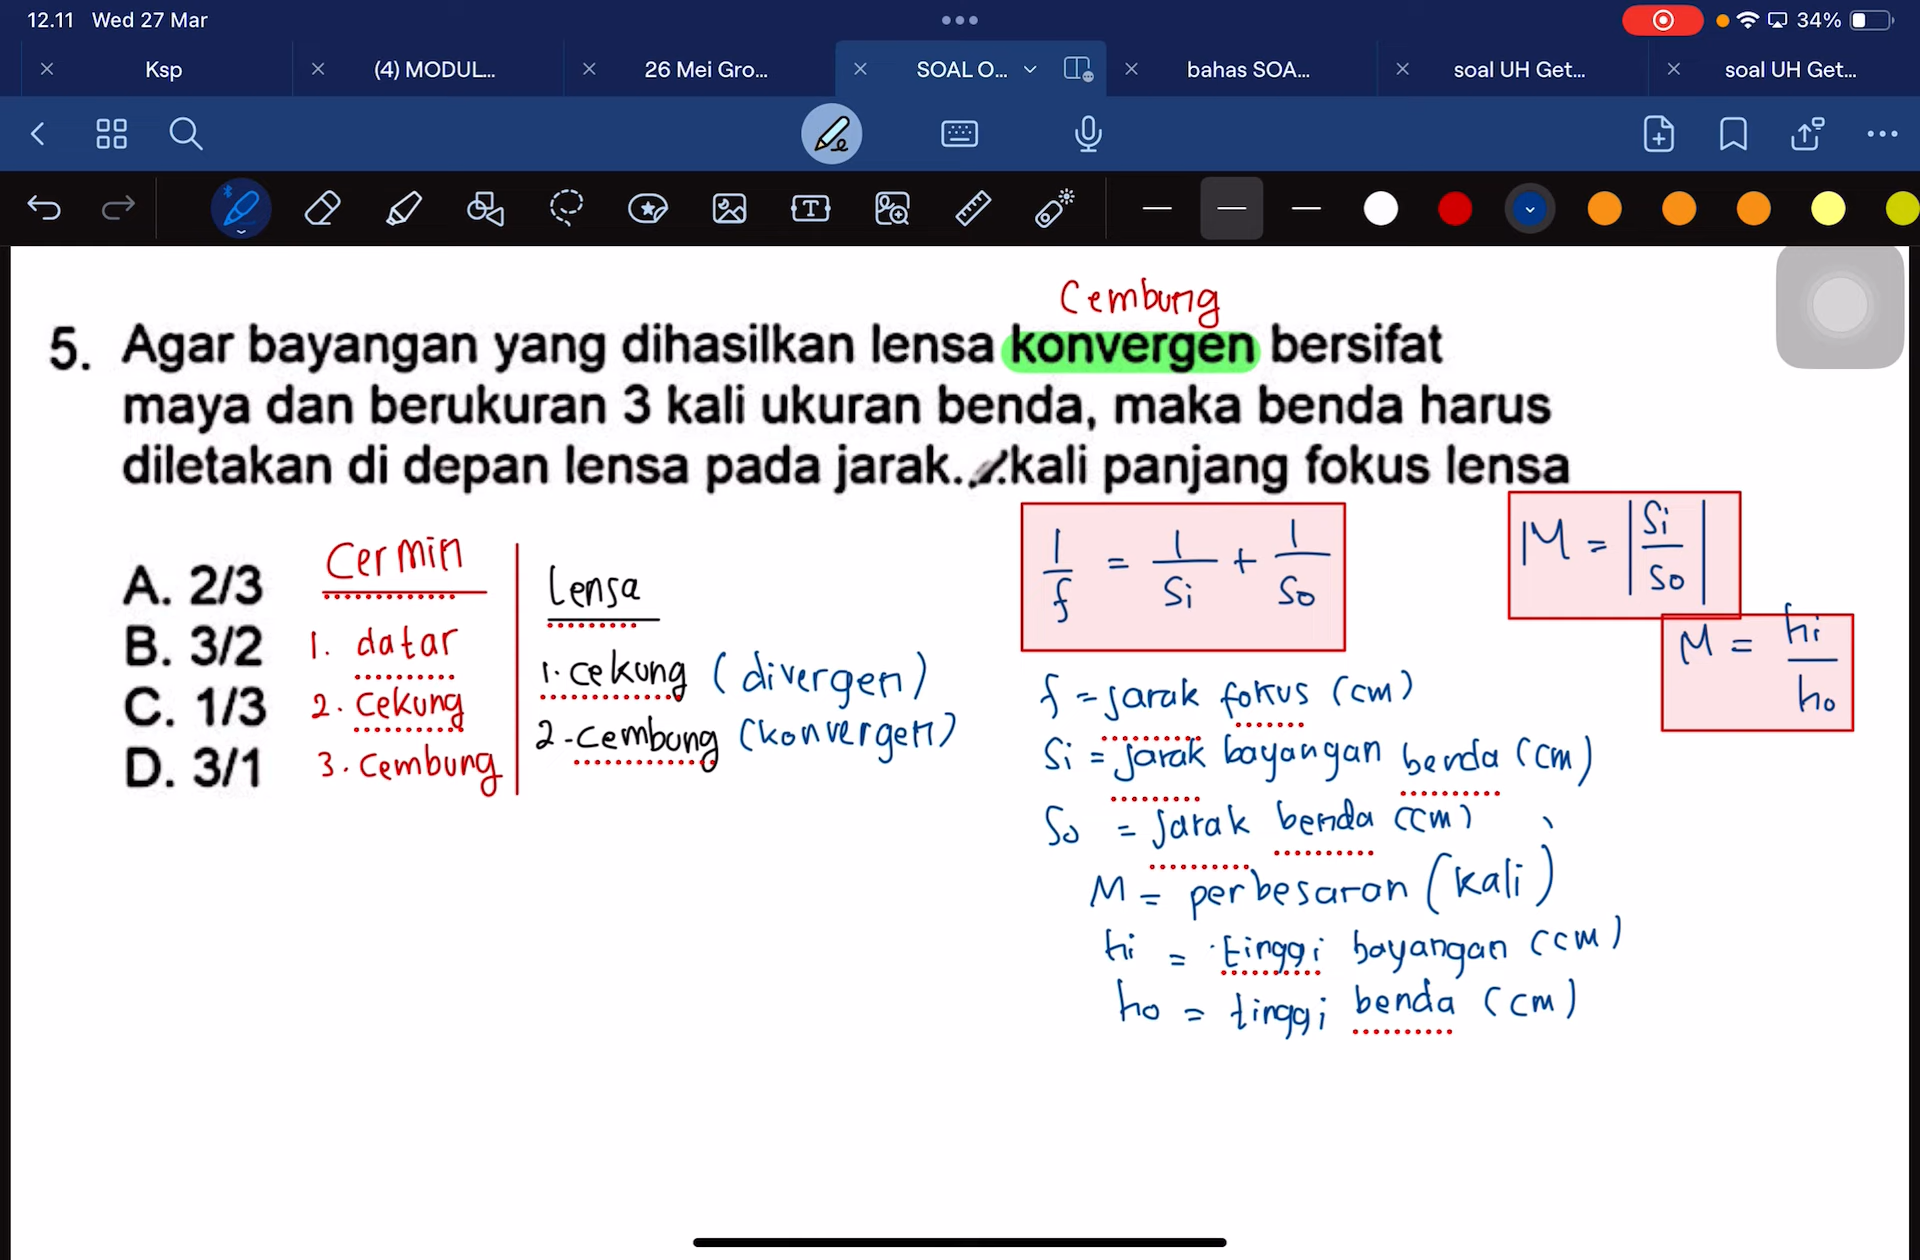 12.11 Wed 27 Mar
34%
Ksp
(4) MODUL...
26 Mei Gro...
SOAL O...
bahas SOA...
soal UH Get...
soal UH Get...
Cembung
5. Agar bayangan yang dihasilkan lensa konvergen bersifat
maya dan berukuran 3 kali ukuran benda, maka benda harus
diletakan di depan lensa pada jarak...kali panjang fokus lensa
A. 2/3
B. 3/2
C. 1/3
D. 3/1
Cermin
1. datar
2. Cekung
3. Cembung
Lensa
1. cekung (divergen)
2. cembung (konvergen)
1/f = 1/Si + 1/So
M = |Si/So|
M = hi/ho
f = jarak fokus (cm)
Si = jarak bayangan benda (cm)
So = jarak benda (cm)
M = perbesaran (kali)
hi = tinggi bayangan (cm)
ho = tinggi benda (cm)